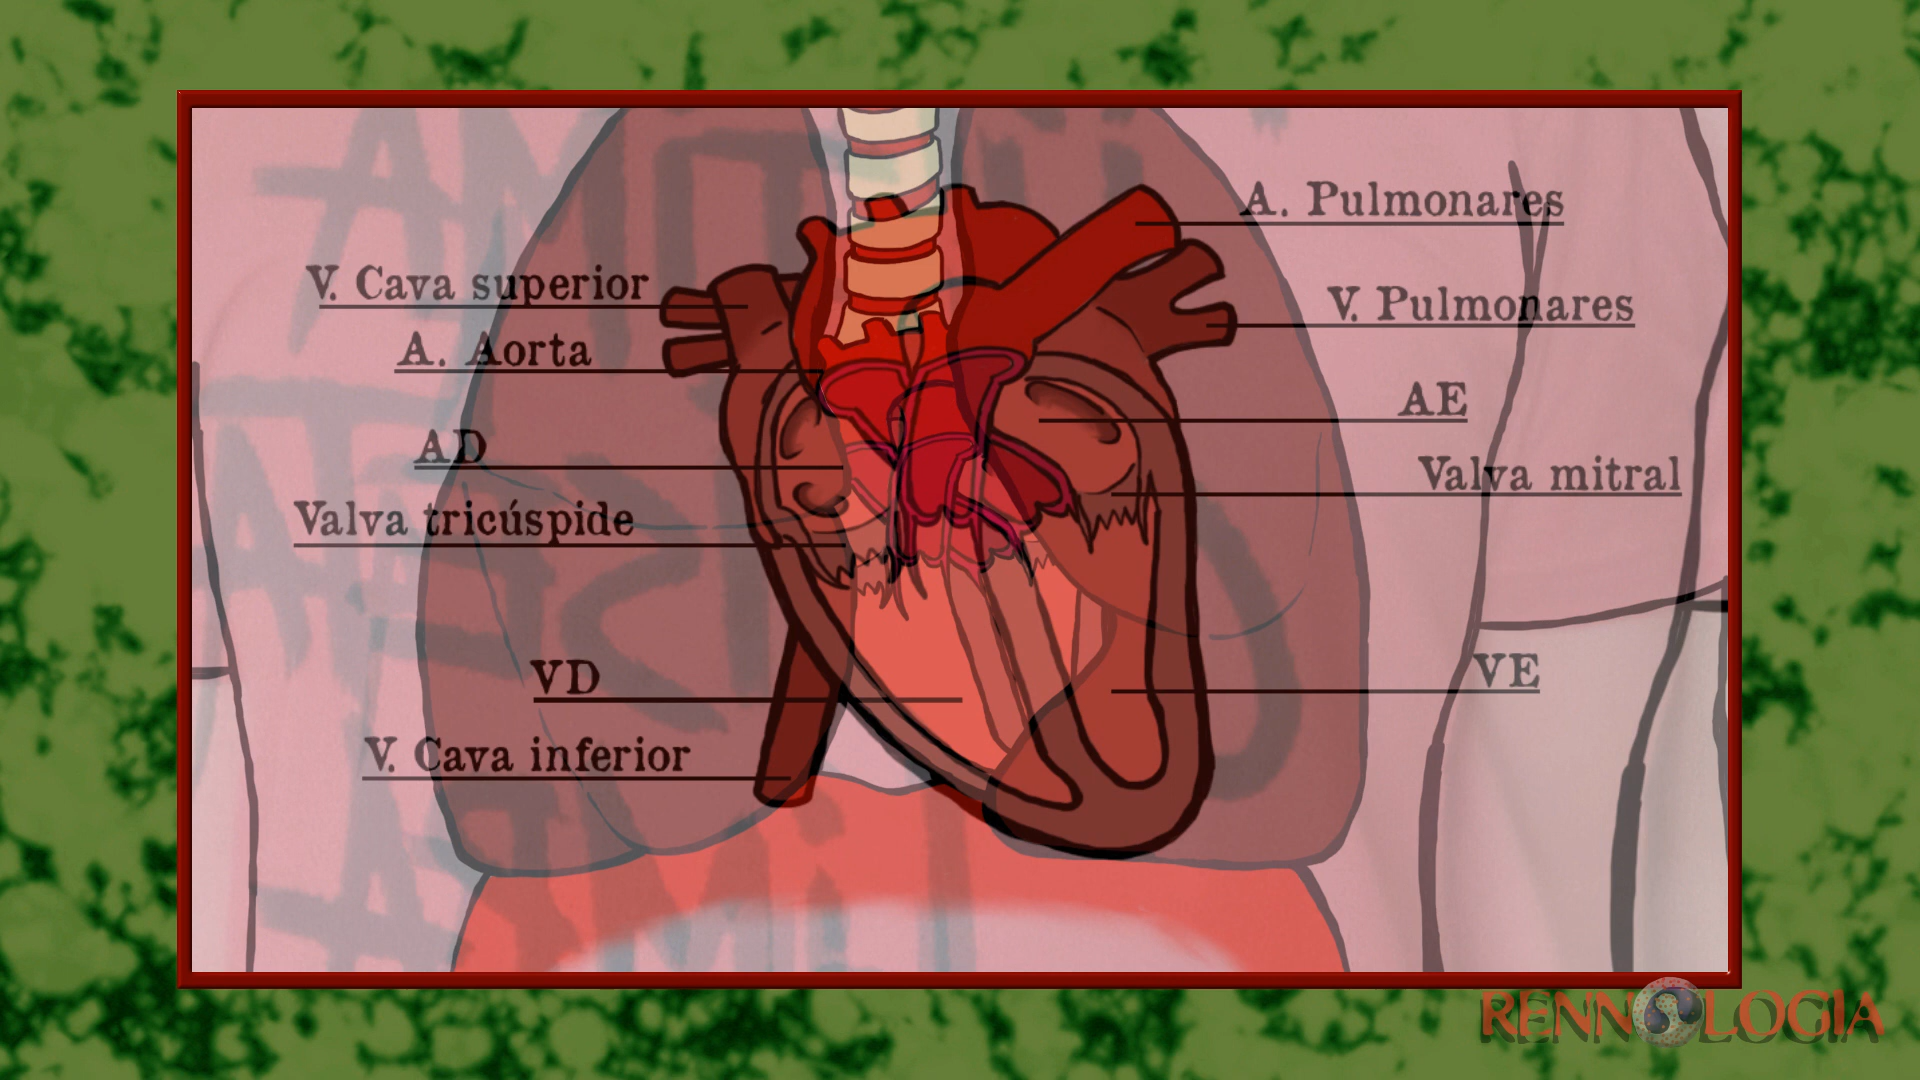 V. Cava superior
A. Aorta
AD
Valva tricúspide
VD
V. Cava inferior
A. Pulmonares
V. Pulmonares
AE
Valva mitral
VE
RENNOLOGIA